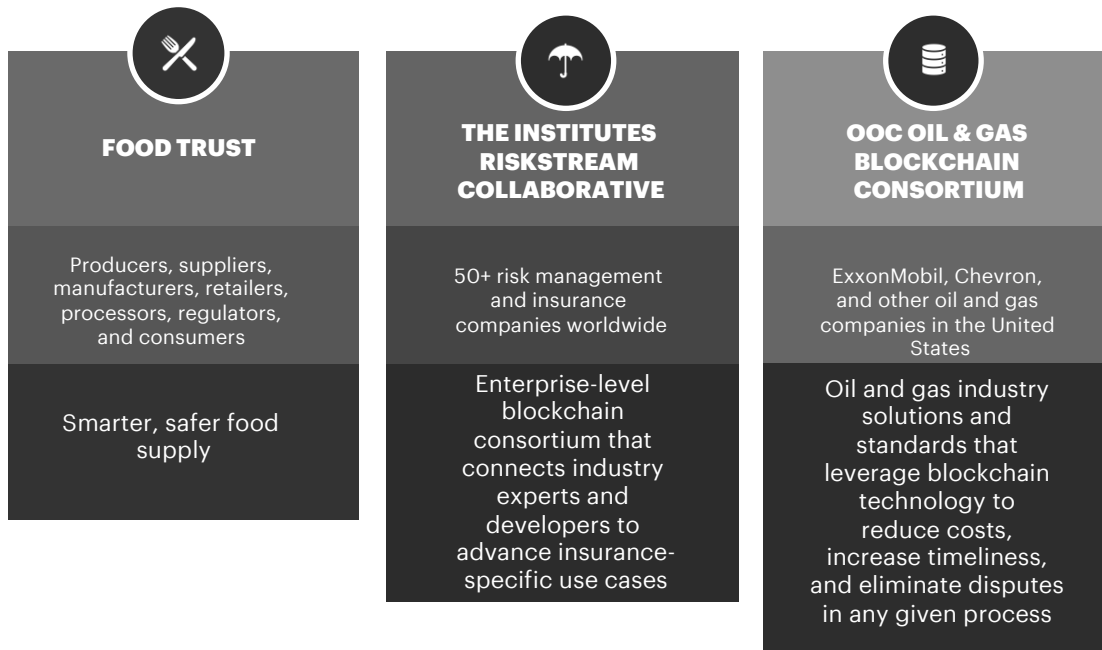 FOOD TRUST
Producers, suppliers,
manufacturers, retailers,
processors, regulators,
and consumers
Smarter, safer food
supply
THE INSTITUTES
RISKSTREAM
COLLABORATIVE
50+ risk management
and insurance
companies worldwide
Enterprise-level
blockchain
consortium that
connects industry
experts and
developers to
advance insurance-
specific use cases
OOC OIL & GAS
BLOCKCHAIN
CONSORTIUM
ExxonMobil, Chevron,
and other oil and gas
companies in the United
States
Oil and gas industry
solutions and
standards that
leverage blockchain
technology to
reduce costs,
increase timeliness,
and eliminate disputes
in any given process